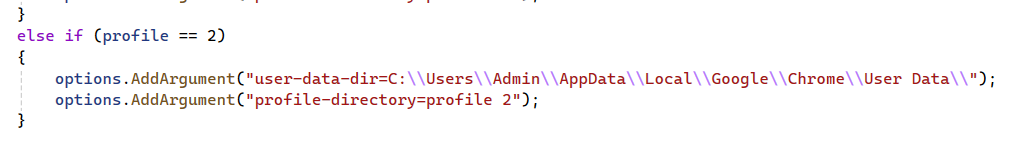 }
else if (profile == 2)
{
options.AddArgument("user-data-dir=C:\\Users\\Admin\\AppData\\Local\\Google\\Chrome\\User Data\\");
options.AddArgument("profile-directory=profile 2");
}